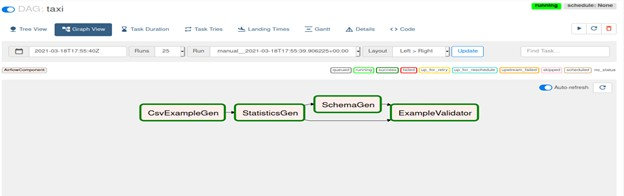 DAG: taxi
running schedule: None
Tree View Graph View Task Duration Task Tries Landing Times Gantt Details Code
2021-03-18T17:55:40Z Runs 25 Run manual__2021-03-18T17:55:39.906225+00:00 Layout Left > Right Update Find Task...
AirflowComponent queued running success failed up_for_retry up_for_reschedule upstream_failed skipped scheduled no_status
Auto-refresh
CsvExampleGen StatisticsGen SchemaGen ExampleValidator